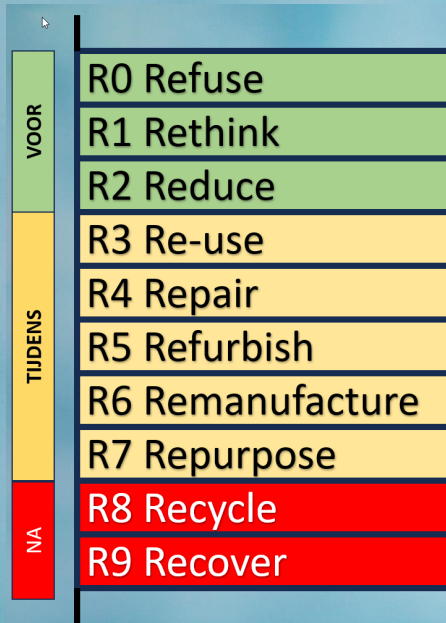 VOOR
R0 Refuse
R1 Rethink
R2 Reduce
TIJDENS
R3 Re-use
R4 Repair
R5 Refurbish
R6 Remanufacture
R7 Repurpose
NA
R8 Recycle
R9 Recover